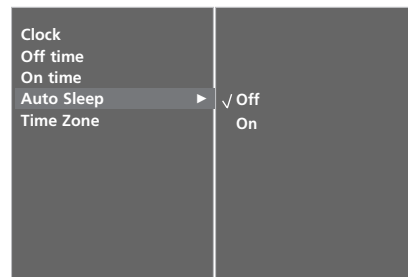 Clock
Off time
On time
Auto Sleep ► √ Off
Time Zone On